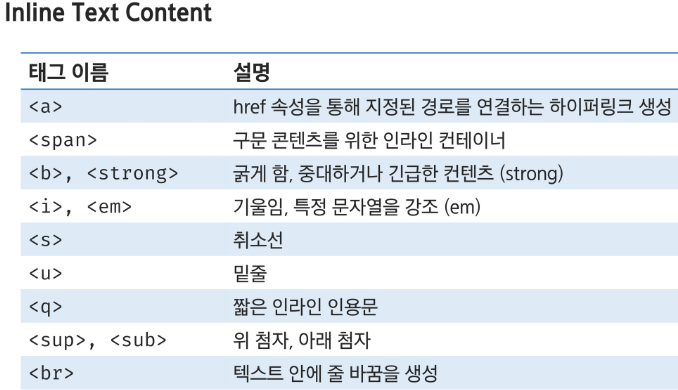 Inline Text Content
태그 이름 설명
<a> href 속성을 통해 지정된 경로를 연결하는 하이퍼링크 생성
<span> 구문 콘텐츠를 위한 인라인 컨테이너
<b>, <strong> 굵게 함, 중대하거나 긴급한 컨텐츠 (strong)
<i>, <em> 기울임, 특정 문자열을 강조 (em)
<s> 취소선
<u> 밑줄
<q> 짧은 인라인 인용문
<sup>, <sub> 위 첨자, 아래 첨자
<br> 텍스트 안에 줄 바꿈을 생성